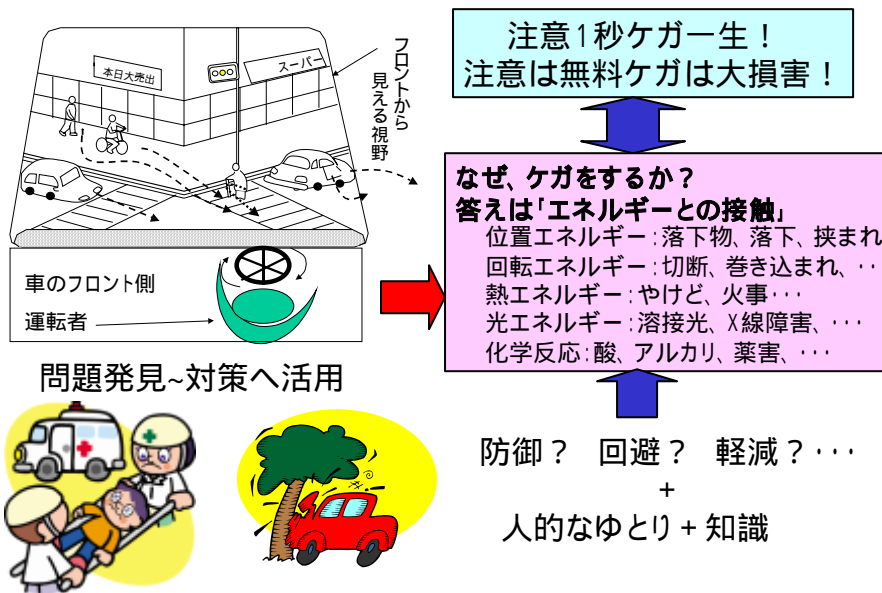 本日大売出
スーパー
フロントから
見える視野
車のフロント側
運転者
問題発見~対策へ活用
注意1秒ケガ一生！
注意は無料ケガは大損害！
なぜ、ケガをするか？
答えは｢エネルギーとの接触｣
位置エネルギー：落下物、落下、挟まれ
回転エネルギー：切断、巻き込まれ、・・
熱エネルギー：やけど、火事・・・
光エネルギー：溶接光、X線障害、・・・
化学反応：酸、アルカリ、薬害、・・・
防御？　回避？　軽減？・・・
+
人的なゆとり + 知識